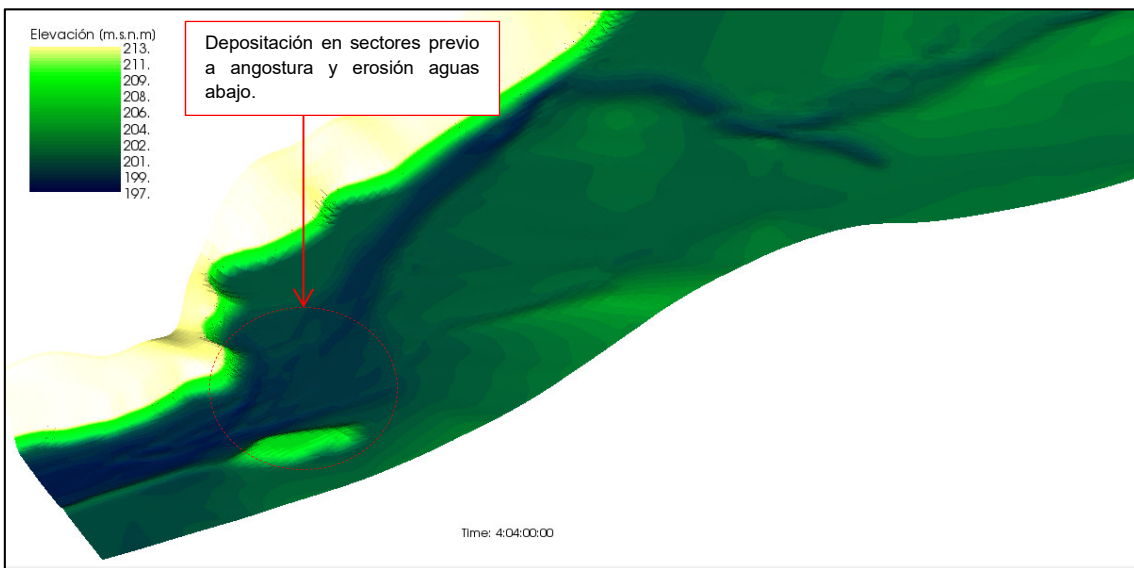 Elevación (m.s.n.m)
213.
211.
209.
208.
206.
204.
202.
201.
199.
197.
Depositación en sectores previo
a angostura y erosión aguas
abajo.
Time: 4:04:00:00